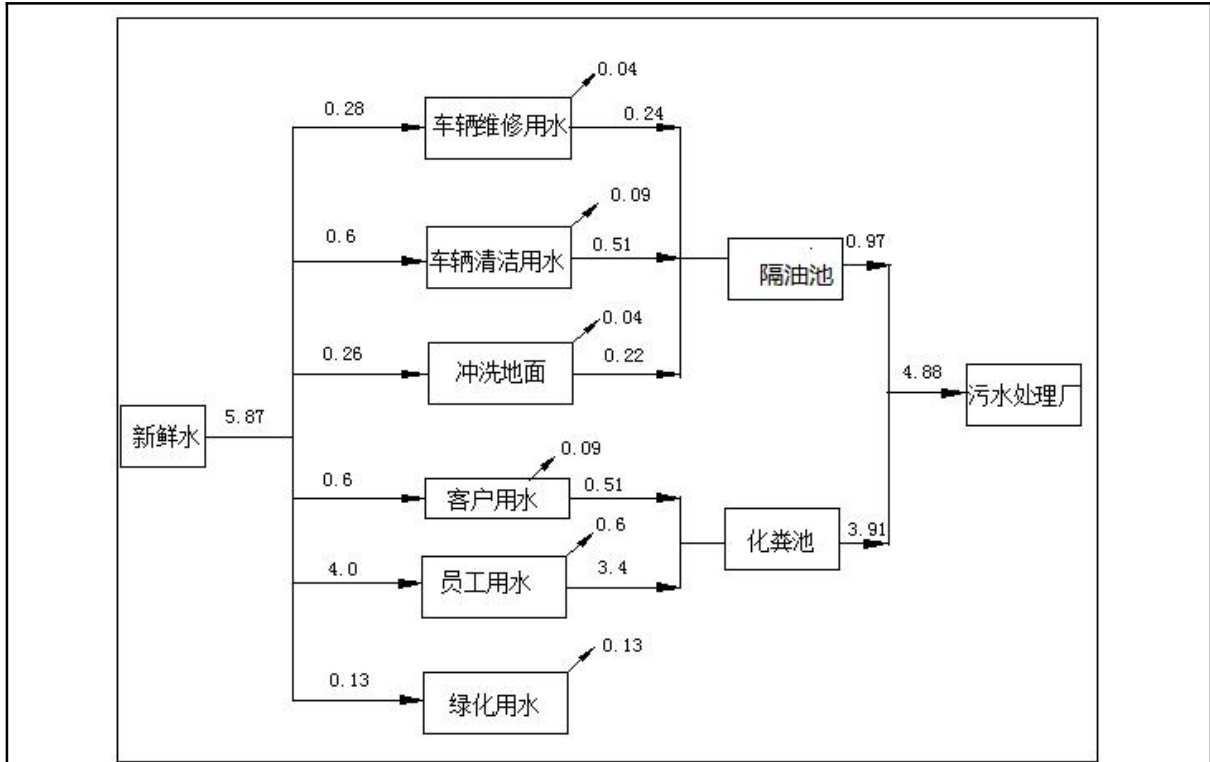 0.04
0.28 车辆维修用水 0.24
0.09
0.6 车辆清洁用水 0.51
隔油池 0.97
0.04
0.26 冲洗地面 0.22
4.88 污水处理厂
新鲜水 5.87
0.09
0.6 客户用水 0.51
化粪池 3.91
0.6
4.0 员工用水 3.4
0.13
0.13 绿化用水